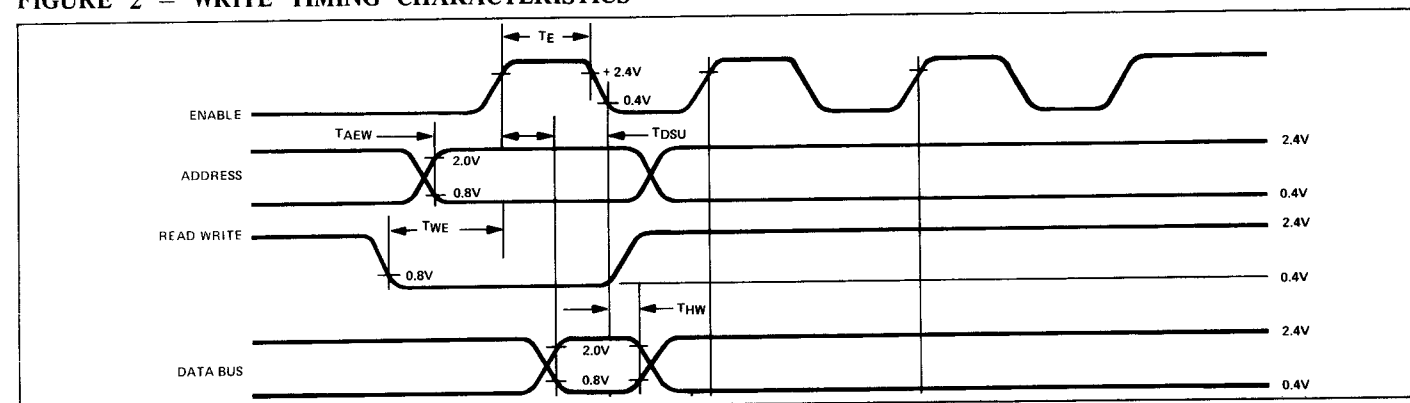 FIGURE 2 – WRITE TIMING CHARACTERISTICS
TE
+ 2.4V
0.4V
ENABLE
TAEW
TDSU
2.4V
2.0V
ADDRESS
0.8V
0.4V
2.4V
READ WRITE
TWE
0.8V
0.4V
THW
2.4V
2.0V
DATA BUS
0.8V
0.4V